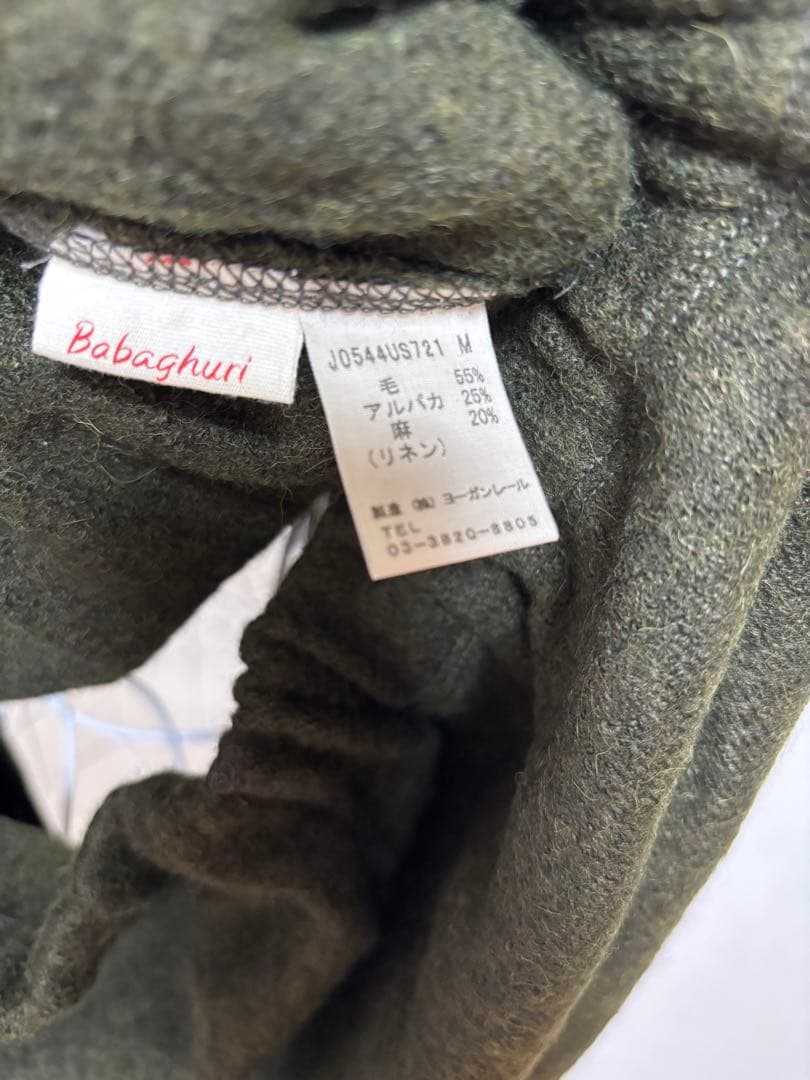 Babaghuri
J0544US721 M
毛 55%
アルパカ 25%
麻 20%
(リネン)
製造 (株) ヨーガンレール
TEL
03-3820-8805